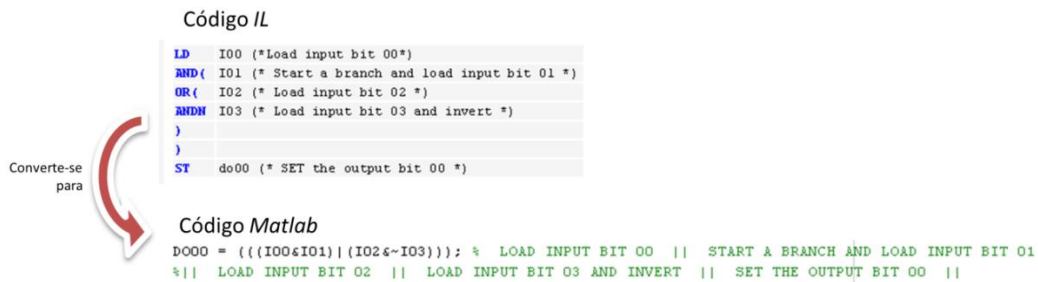 Código IL
LD I00 (*Load input bit 00*)
AND( I01 (* Start a branch and load input bit 01 *)
OR( I02 (* Load input bit 02 *)
ANDN I03 (* Load input bit 03 and invert *)
)
)
ST do00 (* SET the output bit 00 *)
Converte-se
para
Código Matlab
DO00 = (((I00&I01)|(I02&~I03))); % LOAD INPUT BIT 00 || START A BRANCH AND LOAD INPUT BIT 01
%|| LOAD INPUT BIT 02 || LOAD INPUT BIT 03 AND INVERT || SET THE OUTPUT BIT 00 ||